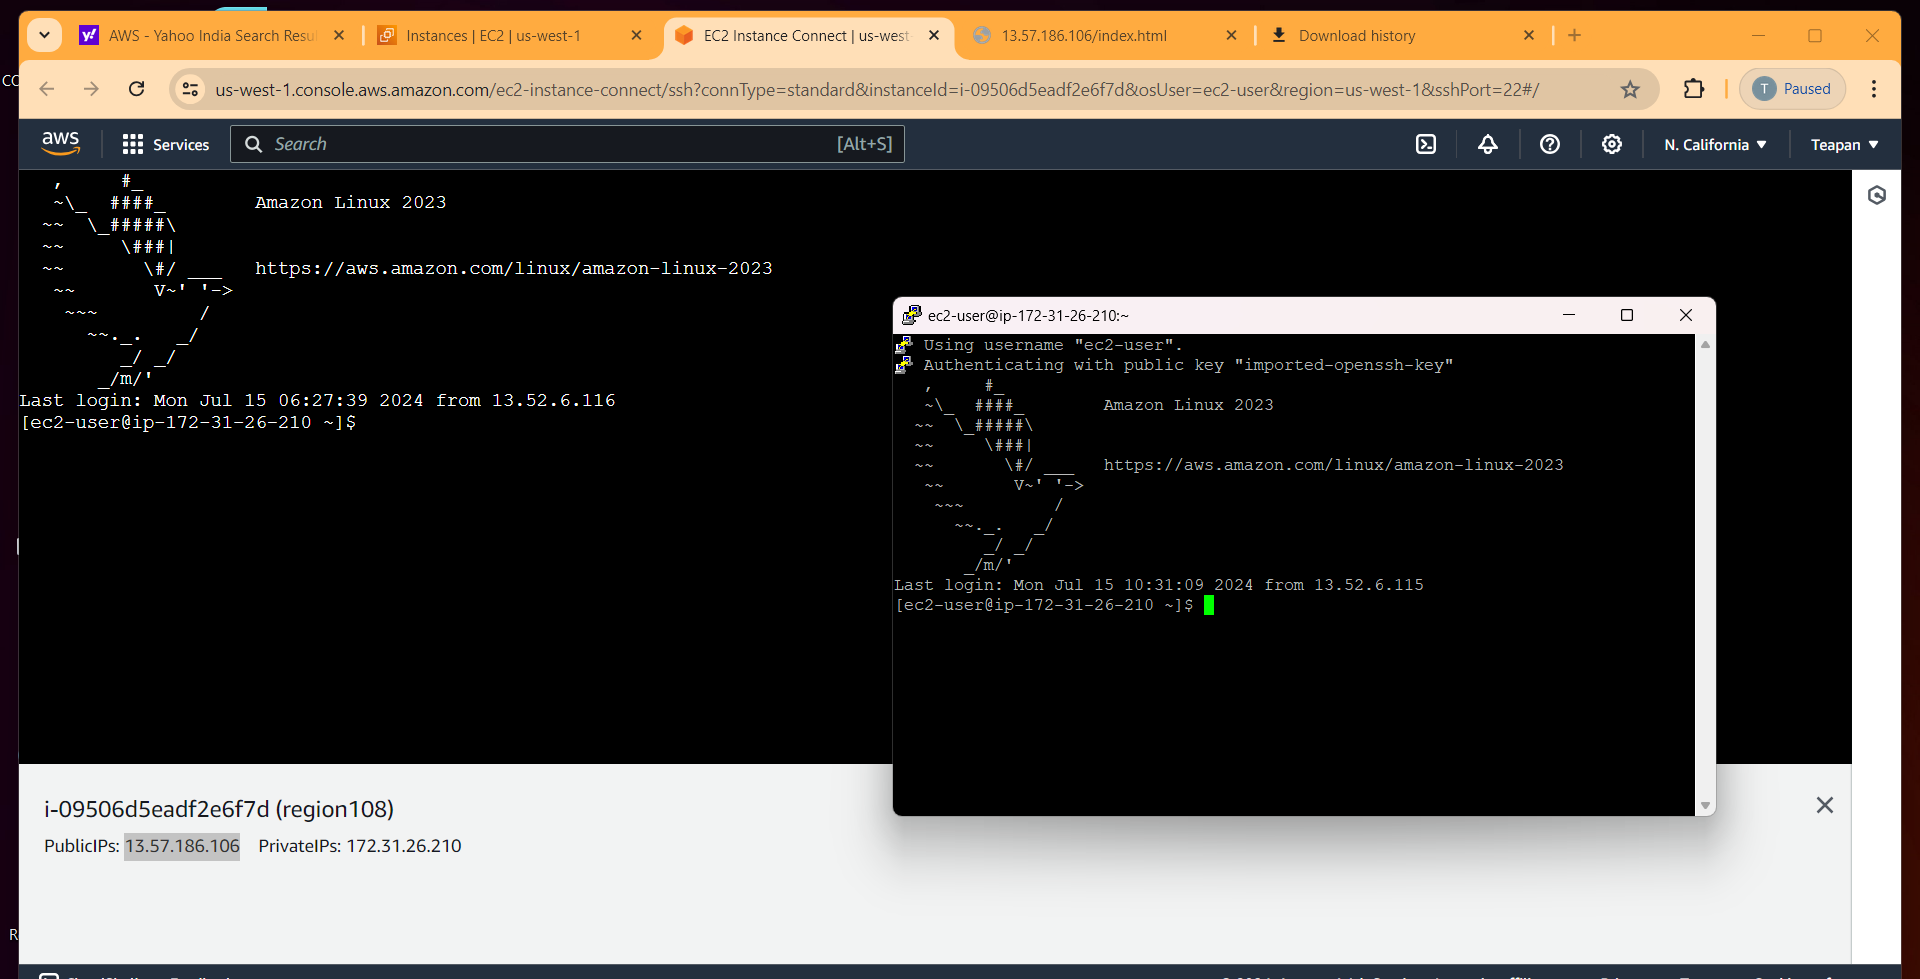 AWS - Yahoo India Search Resu
Instances | EC2 | us-west-1
EC2 Instance Connect | us-west-
13.57.186.106/index.html
Download history
us-west-1.console.aws.amazon.com/ec2-instance-connect/ssh?connType=standard&instanceId=i-09506d5eadf2e6f7d&osUser=ec2-user&region=us-west-1&sshPort=22#/
T Paused
aws
Services
Search
[Alt+S]
N. California
Teapan
   ,     #_
   ~\_  ####_        Amazon Linux 2023
  ~~  \_#####\
  ~~     \###|
  ~~       \#/ ___   https://aws.amazon.com/linux/amazon-linux-2023
   ~~       V~' '->
    ~~~         /
      ~~._.   _/
         _/ _/
       _/m/'
Last login: Mon Jul 15 06:27:39 2024 from 13.52.6.116
[ec2-user@ip-172-31-26-210 ~]$
ec2-user@ip-172-31-26-210:~
Using username "ec2-user".
Authenticating with public key "imported-openssh-key"
   ,     #_
   ~\_  ####_        Amazon Linux 2023
  ~~  \_#####\
  ~~     \###|
  ~~       \#/ ___   https://aws.amazon.com/linux/amazon-linux-2023
   ~~       V~' '->
    ~~~         /
      ~~._.   _/
         _/ _/
       _/m/'
Last login: Mon Jul 15 10:31:09 2024 from 13.52.6.115
[ec2-user@ip-172-31-26-210 ~]$
i-09506d5eadf2e6f7d (region108)
PublicIPs: 13.57.186.106 PrivateIPs: 172.31.26.210